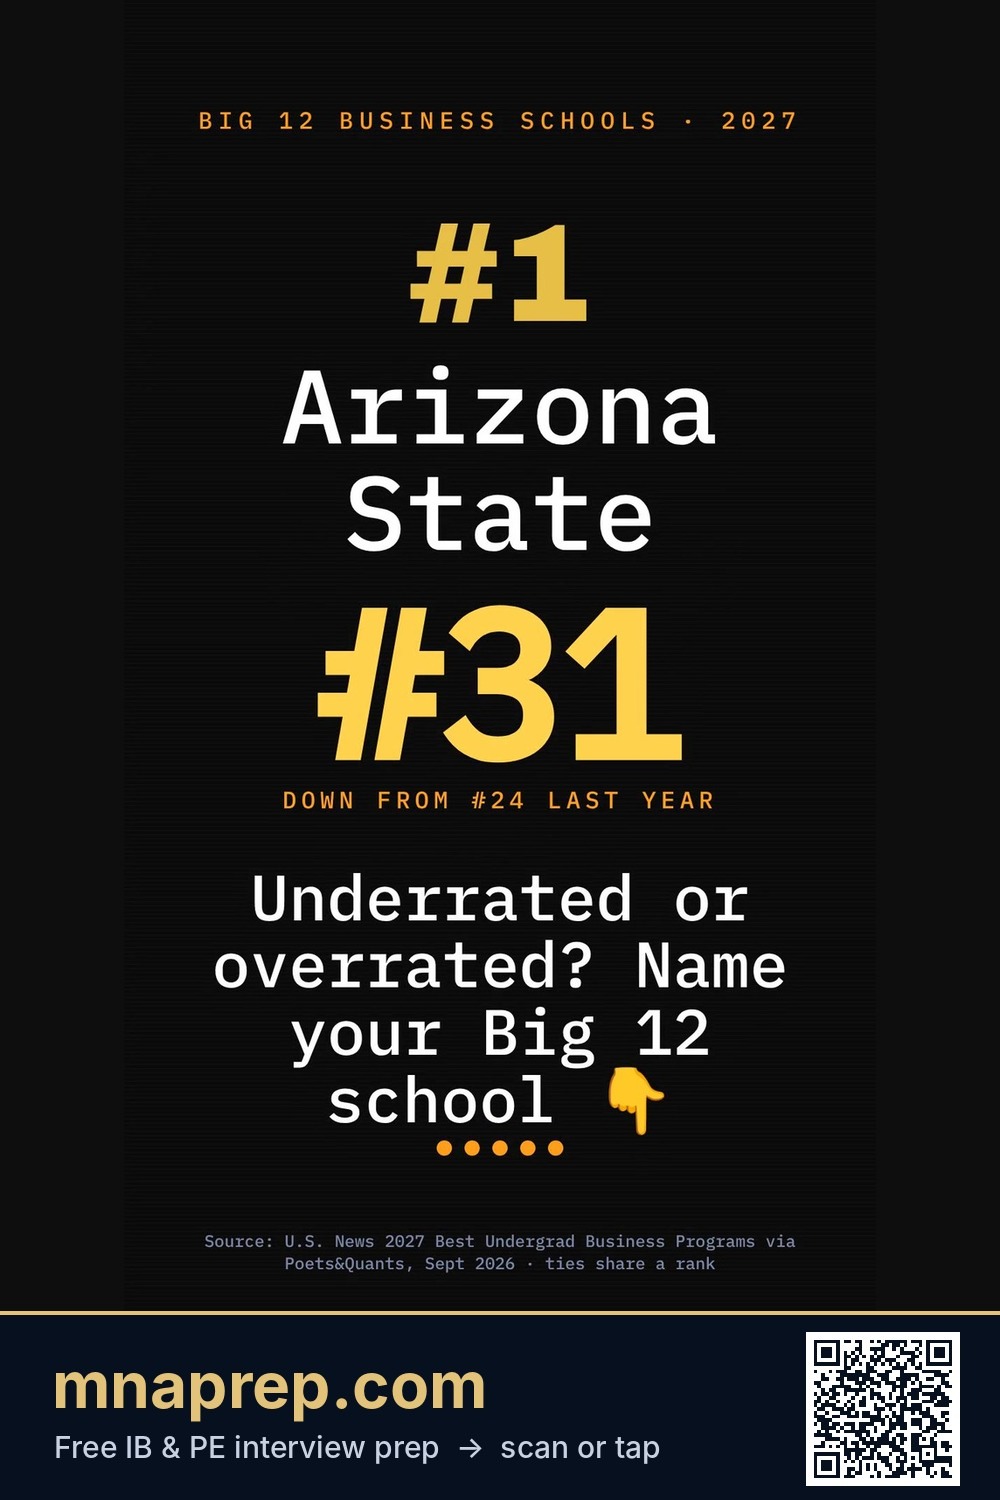 BIG 12 BUSINESS SCHOOLS · 2027
#1
Arizona
State
#31
DOWN FROM #24 LAST YEAR
Underrated or
overrated? Name
your Big 12
school 👇
Source: U.S. News 2027 Best Undergrad Business Programs via
Poets&Quants, Sept 2026 · ties share a rank
mnaprep.com
Free IB & PE interview prep → scan or tap